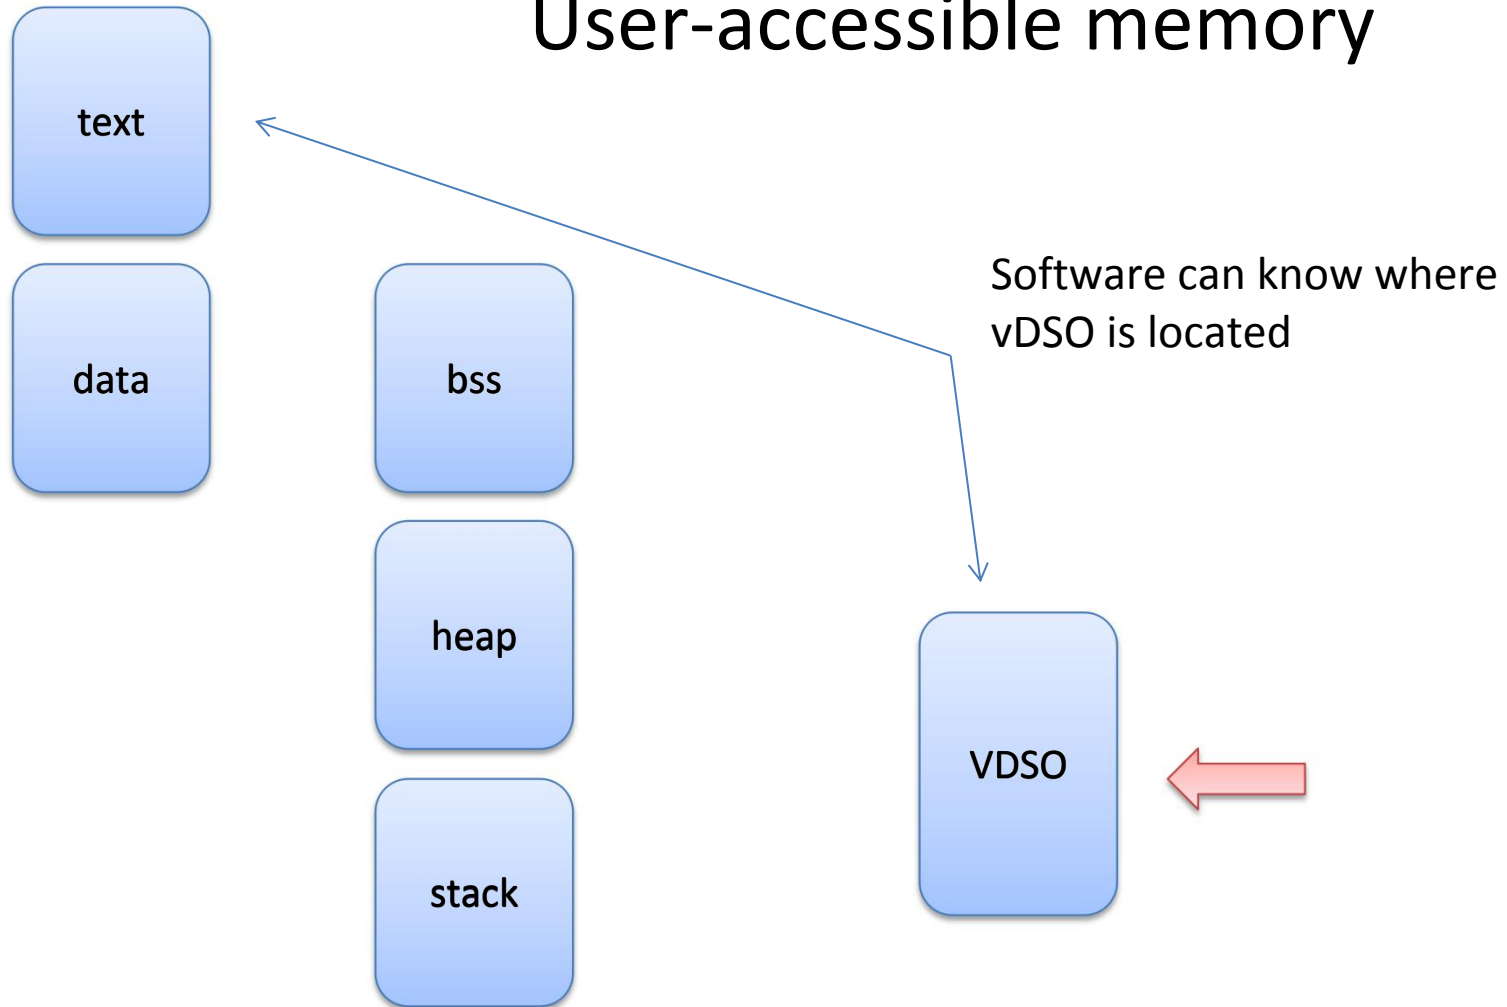 User-accessible memory
text
Software can know where
vDSO is located
data
bss
heap
VDSO
stack